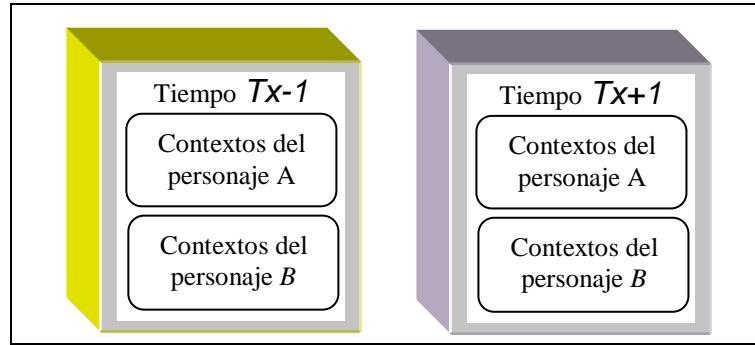 Tiempo Tx-1
Contextos del
personaje A
Contextos del
personaje B
Tiempo Tx+1
Contextos del
personaje A
Contextos del
personaje B